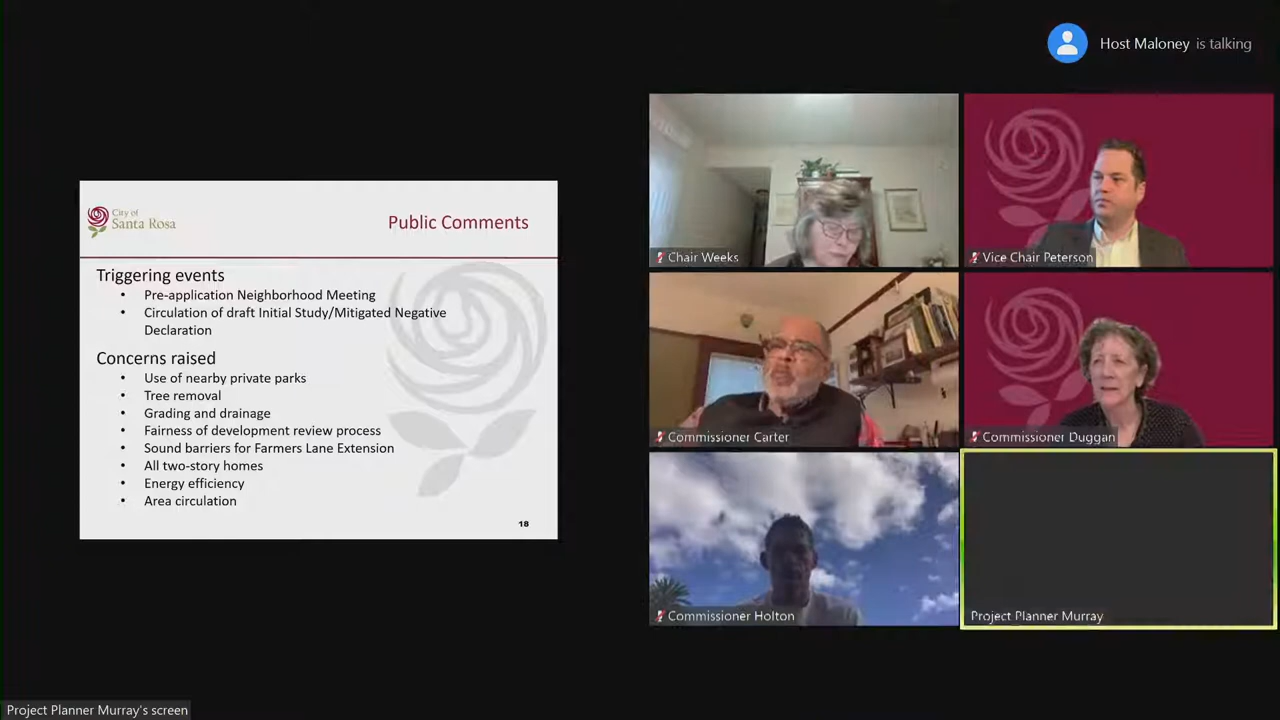 Host Maloney is talking
City of
Santa Rosa
Public Comments
Triggering events
• Pre-application Neighborhood Meeting
• Circulation of draft Initial Study/Mitigated Negative
Declaration
Concerns raised
• Use of nearby private parks
• Tree removal
• Grading and drainage
• Fairness of development review process
• Sound barriers for Farmers Lane Extension
• All two-story homes
• Energy efficiency
• Area circulation
18
Chair Weeks
Vice Chair Peterson
Commissioner Carter
Commissioner Duggan
Commissioner Holton
Project Planner Murray
Project Planner Murray's screen